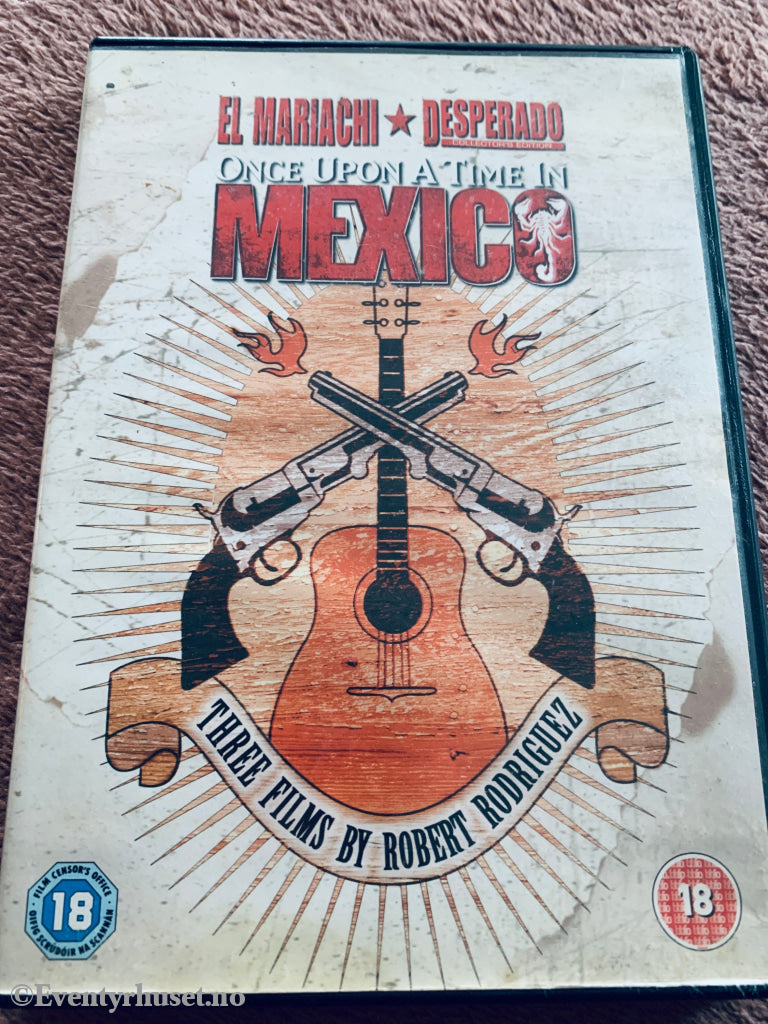 EL MARIACHI ★ DESPERADO
COLLECTOR'S EDITION
ONCE UPON A TIME IN
MEXICO
THREE FILMS BY ROBERT RODRIGUEZ
FILM CENSOR'S OFFICE
18
OIFIG SCRÚDÓIR NA SCANNÁN
18
©Eventyrhuset.no